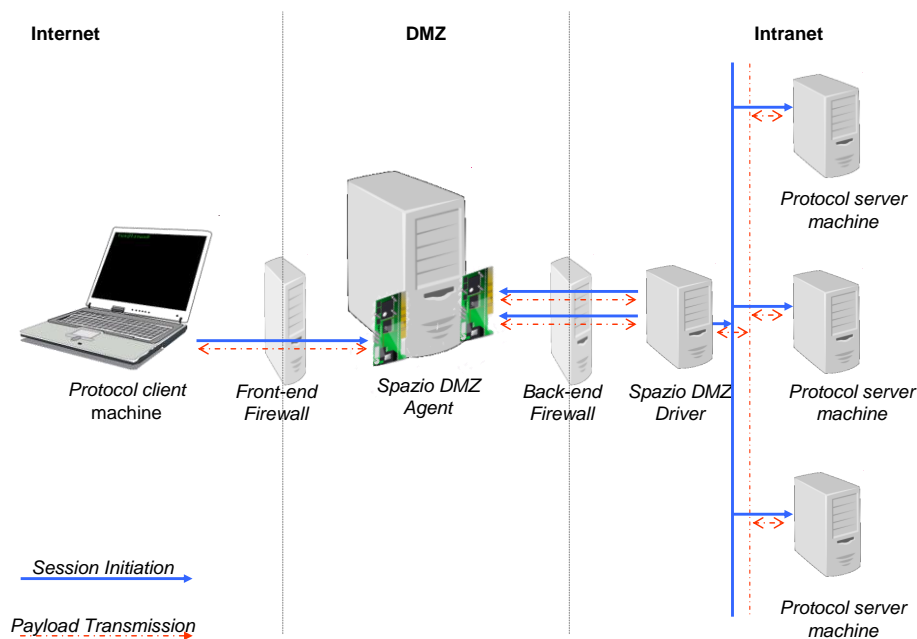 Internet
DMZ
Intranet
Protocol server
machine
Protocol client
machine
Front-end
Firewall
Spazio DMZ
Agent
Back-end
Firewall
Spazio DMZ
Driver
Protocol server
machine
Session Initiation
Payload Transmission
Protocol server
machine